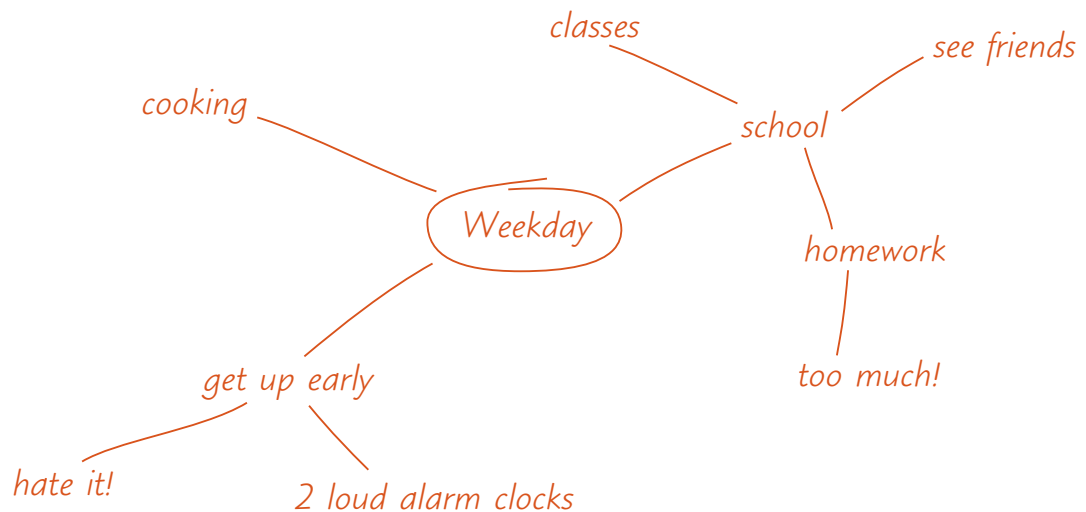 classes
see friends
cooking
school
Weekday
homework
too much!
get up early
hate it!
2 loud alarm clocks